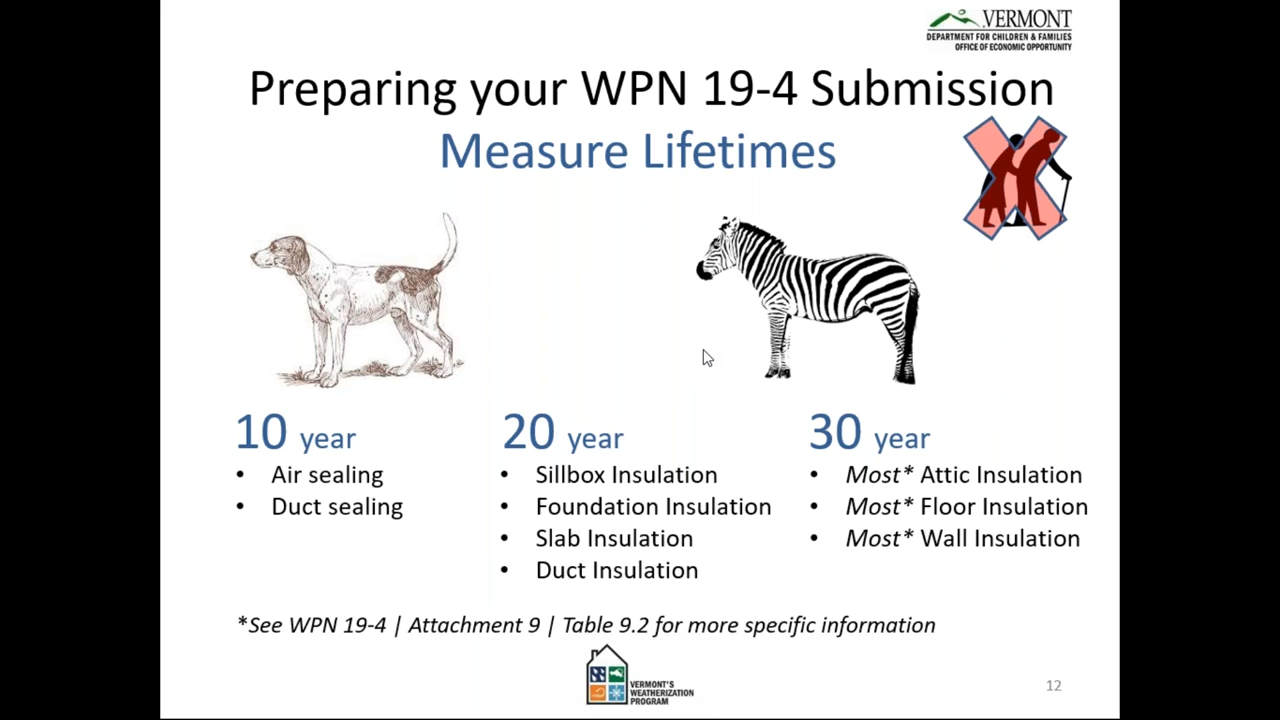 VERMONT
DEPARTMENT FOR CHILDREN & FAMILIES
OFFICE OF ECONOMIC OPPORTUNITY
Preparing your WPN 19-4 Submission
Measure Lifetimes
10 year
• Air sealing
• Duct sealing
20 year
• Sillbox Insulation
• Foundation Insulation
• Slab Insulation
• Duct Insulation
30 year
• Most* Attic Insulation
• Most* Floor Insulation
• Most* Wall Insulation
*See WPN 19-4 | Attachment 9 | Table 9.2 for more specific information
VERMONT'S
WEATHERIZATION
PROGRAM
12